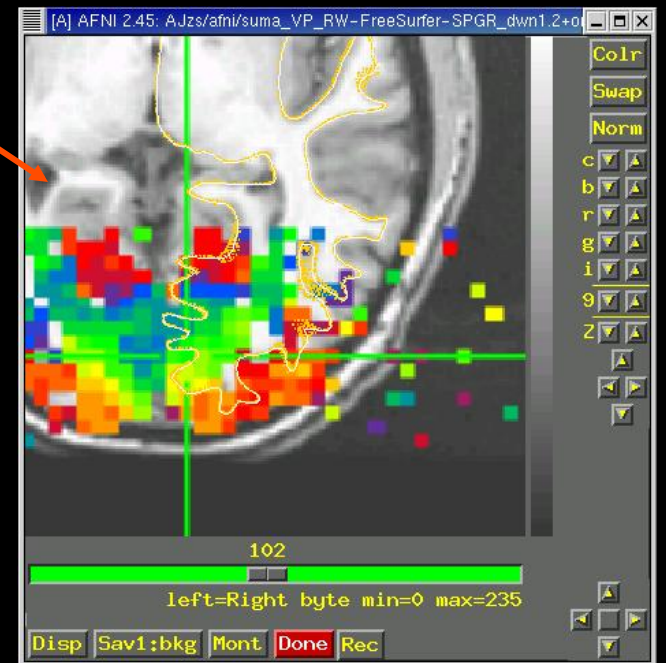 [A] AFNI 2.45: AJzs/afni/suma_VP_RW-FreeSurfer-SPGR_dwn1.2+or
Colr
Swap
Norm
c
b
r
g
i
9
Z
102
left=Right byte min=0 max=235
Disp Sav1:bkg Mont Done Rec